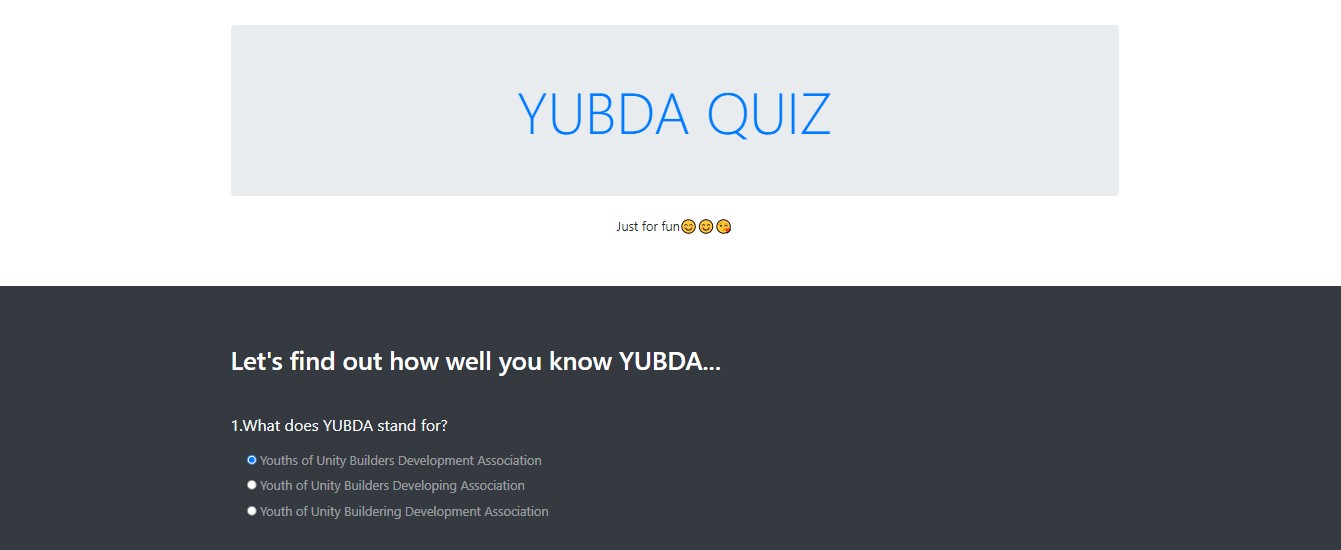 YUBDA QUIZ
Just for fun😊😊😘
Let's find out how well you know YUBDA...
1.What does YUBDA stand for?
Youths of Unity Builders Development Association
Youth of Unity Builders Developing Association
Youth of Unity Buildering Development Association